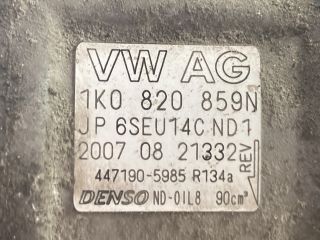 VW AG
1K0 820 859N
JP 6SEU14C ND1
2007 08 21332
REV
447190-5985 R134a
DENSO ND-OIL8 90cm³